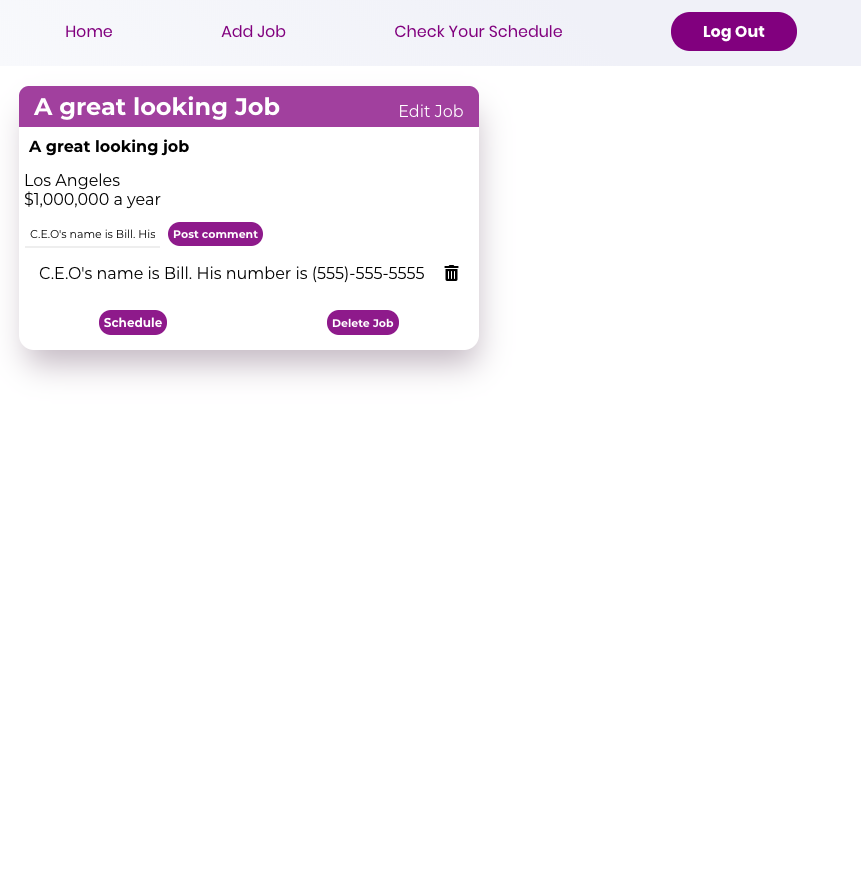 Home Add Job Check Your Schedule Log Out
A great looking Job Edit Job
A great looking job
Los Angeles
$1,000,000 a year
C.E.O's name is Bill. His Post comment
C.E.O's name is Bill. His number is (555)-555-5555
Schedule Delete Job